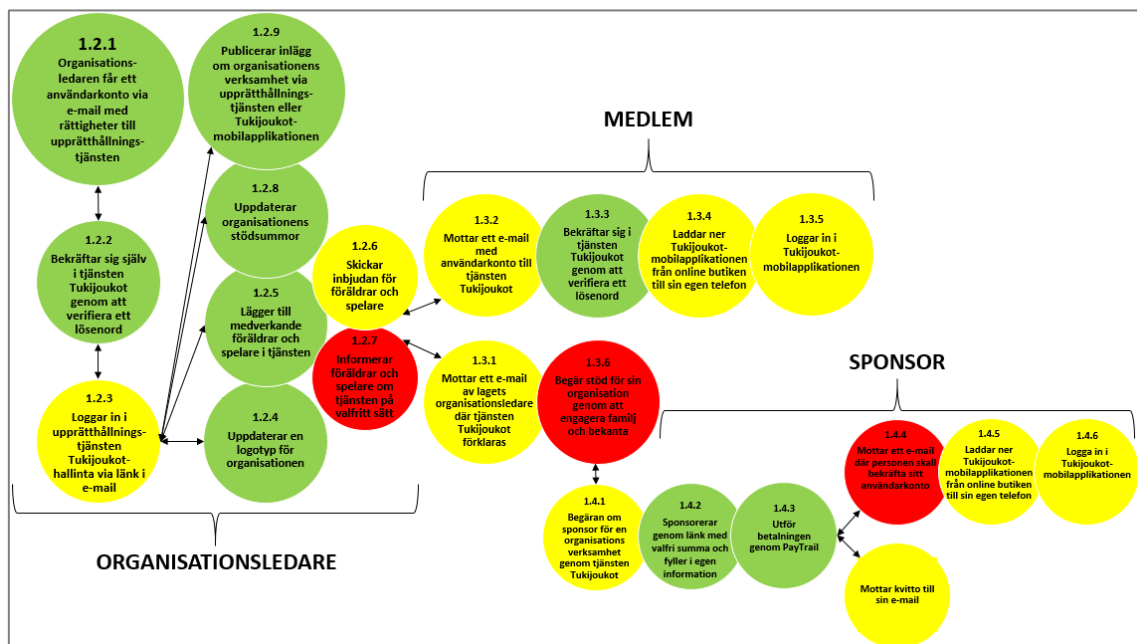 1.2.1
Organisations-
ledaren får ett
användarkonto via
e-mail med
rättigheter till
upprätthållnings-
tjänsten
1.2.2
Bekräftar sig själv
i tjänsten
Tukijoukot
genom att
verifiera ett
lösenord
1.2.3
Loggar in i
upprätthållnings-
tjänsten
Tukijoukot-
hallinta via länk i
e-mail
1.2.9
Publicerar inlägg
om organisationens
verksamhet via
upprätthållnings-
tjänsten eller
Tukijoukot-
mobilapplikationen
1.2.8
Uppdaterar
organisationens
stödsummor
1.2.5
Lägger till
medverkande
föräldrar och
spelare i tjänsten
1.2.4
Uppdaterar en
logotyp för
organisationen
1.2.6
Skickar
inbjudan för
föräldrar och
spelare
1.2.7
Informerar
föräldrar och
spelare om
tjänsten på
valfritt sätt
ORGANISATIONSLEDARE
MEDLEM
1.3.2
Mottar ett e-mail
med
användarkonto till
tjänsten
Tukijoukot
1.3.3
Bekräftar sig i
tjänsten
Tukijoukot
genom att
verifiera ett
lösenord
1.3.4
Laddar ner
Tukijoukot-
mobilapplikationen
från online butiken
till sin egen telefon
1.3.5
Loggar in i
Tukijoukot-
mobilapplikationen
1.3.1
Mottar ett e-mail
av lagets
organisationsledare
där tjänsten
Tukijoukot
förklaras
1.3.6
Begär stöd för sin
organisation
genom att
engagera familj
och bekanta
SPONSOR
1.4.1
Begäran om
sponsor för en
organisations
verksamhet
genom tjänsten
Tukijoukot
1.4.2
Sponsorerar
genom länk med
valfri summa och
fyller i egen
information
1.4.3
Utför
betalningen
genom PayTrail
1.4.4
Mottar ett e-mail
där personen skall
bekräfta sitt
användarkonto
1.4.5
Laddar ner
Tukijoukot-
mobilapplikationen
från online butiken
till sin egen telefon
1.4.6
Logga in i
Tukijoukot-
mobilapplikationen
Mottar kvitto till
sin e-mail